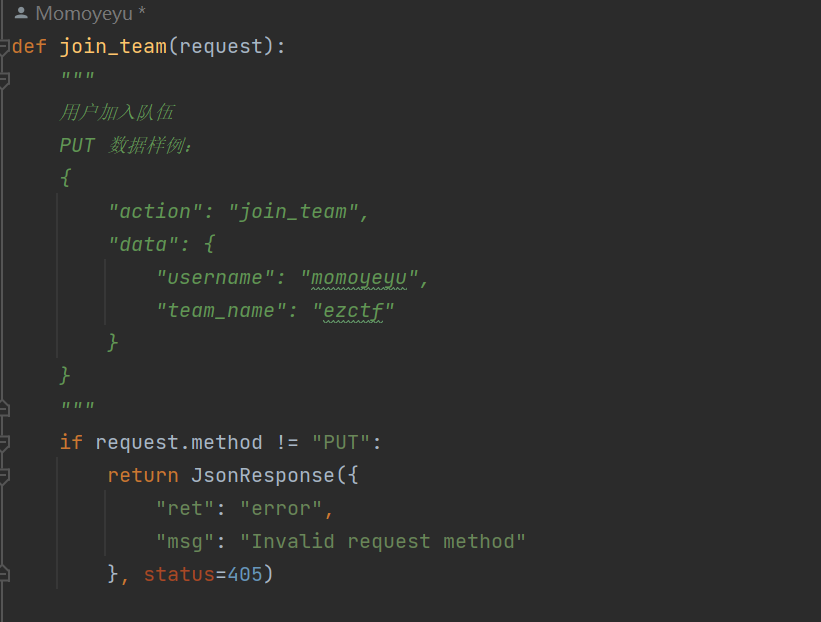 Momoyeyu *
def join_team(request):
    """
    用户加入队伍
    PUT 数据样例：
    {
        "action": "join_team",
        "data": {
            "username": "momoyeyu",
            "team_name": "ezctf"
        }
    }
    """
    if request.method != "PUT":
        return JsonResponse({
            "ret": "error",
            "msg": "Invalid request method"
        }, status=405)